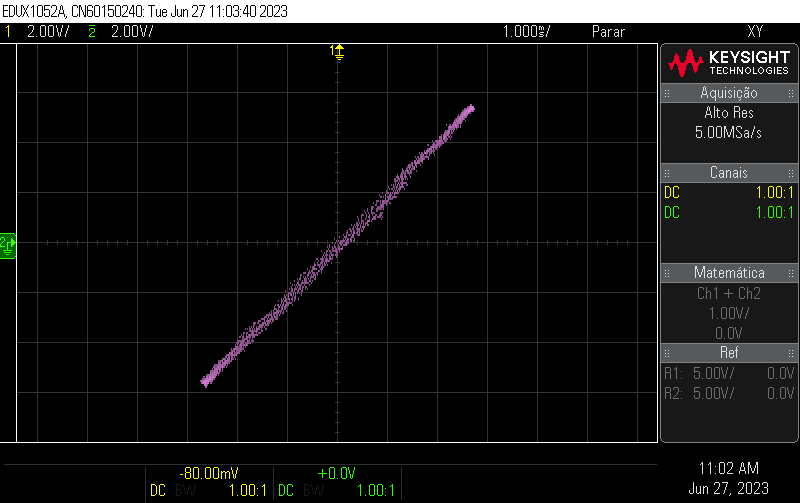 EDUX1052A, CN60150240: Tue Jun 27 11:03:40 2023
1 2.00V/ 2 2.00V/ 1.000ms/ Parar XY
1
KEYSIGHT
TECHNOLOGIES
Aquisição
Alto Res
5.00MSa/s
Canais
DC 1.00:1
DC 1.00:1
2
Matemática
Ch1 + Ch2
1.00V/
0.0V
Ref
R1: 5.00V/ 0.0V
R2: 5.00V/ 0.0V
-80.00mV +0.0V
DC BW 1.00:1 DC BW 1.00:1
11:02 AM
Jun 27, 2023